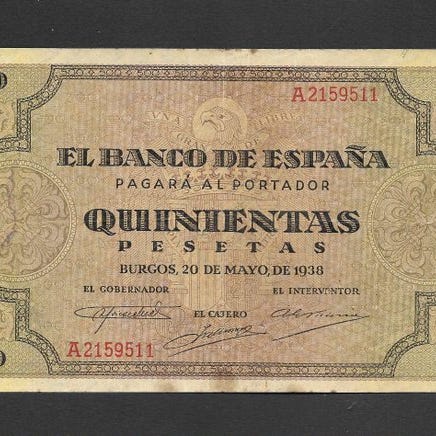 A2159511
UNA
GRANDE
LIBRE
EL BANCO DE ESPAÑA
PAGARÁ AL PORTADOR
QUINIENTAS
PESETAS
BURGOS, 20 DE MAYO, DE 1938
EL GOBERNADOR EL INTERVENTOR
EL CAJERO
A2159511